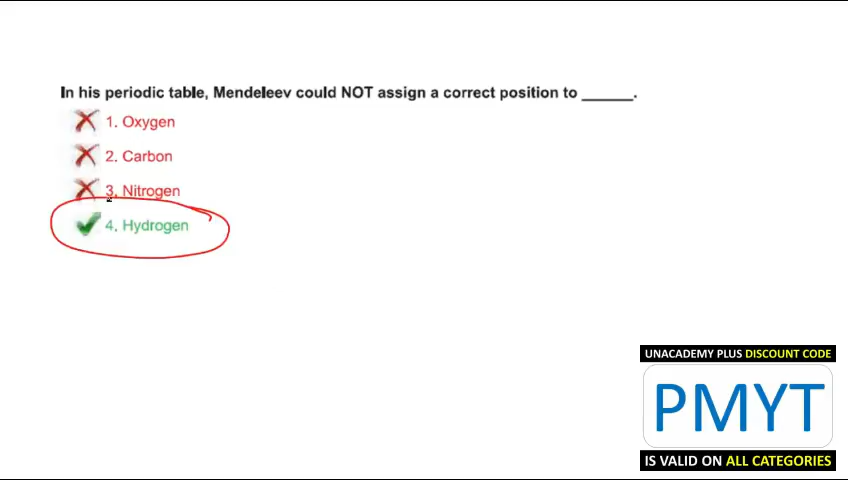 In his periodic table, Mendeleev could NOT assign a correct position to ______.
1. Oxygen
2. Carbon
3. Nitrogen
4. Hydrogen
UNACADEMY PLUS DISCOUNT CODE
PMYT
IS VALID ON ALL CATEGORIES